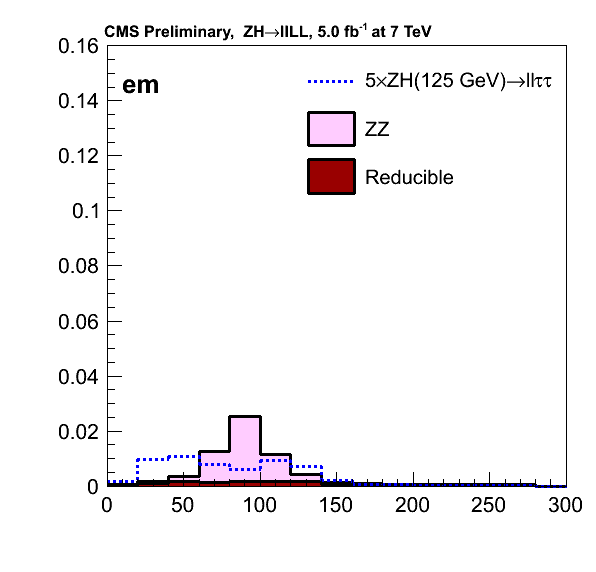 CMS Preliminary, ZH→llLL, 5.0 fb⁻¹ at 7 TeV
0.16
em
5×ZH(125 GeV)→llττ
0.14
ZZ
0.12
Reducible
0.1
0.08
0.06
0.04
0.02
0
0 50 100 150 200 250 300